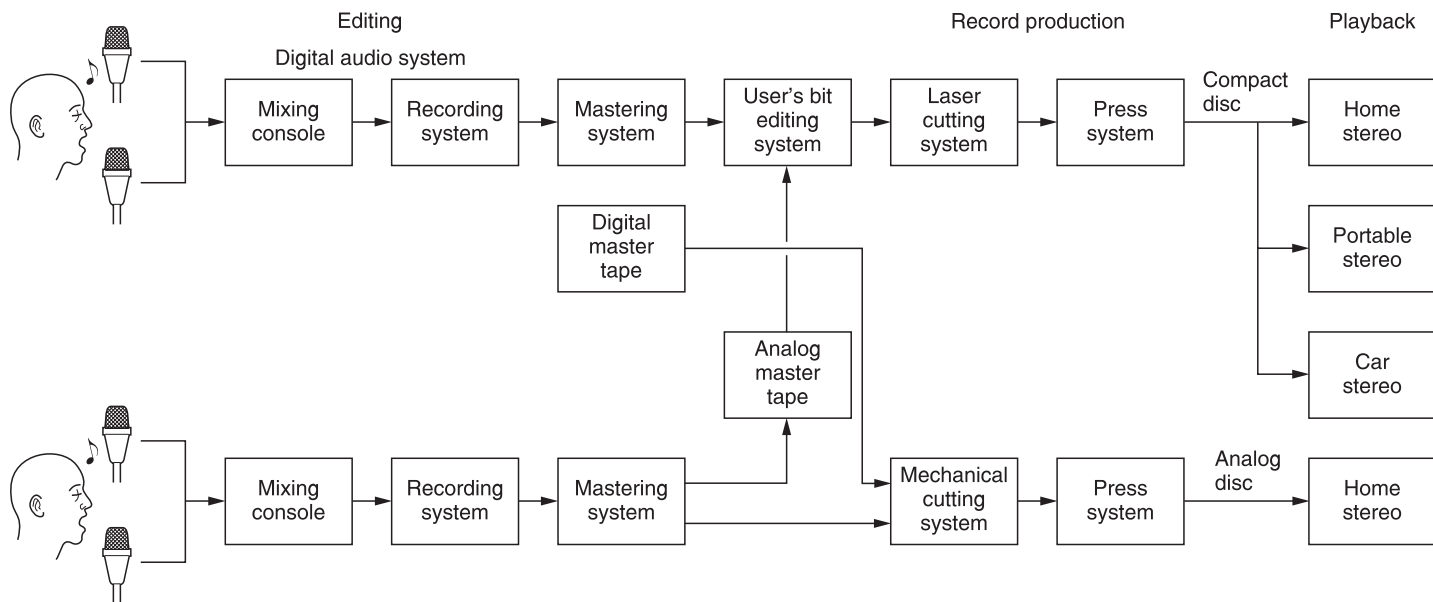 Editing
Record production
Playback
Digital audio system
Mixing
console
Recording
system
Mastering
system
User's bit
editing
system
Laser
cutting
system
Press
system
Compact
disc
Home
stereo
Digital
master
tape
Portable
stereo
Analog
master
tape
Car
stereo
Mixing
console
Recording
system
Mastering
system
Mechanical
cutting
system
Press
system
Analog
disc
Home
stereo